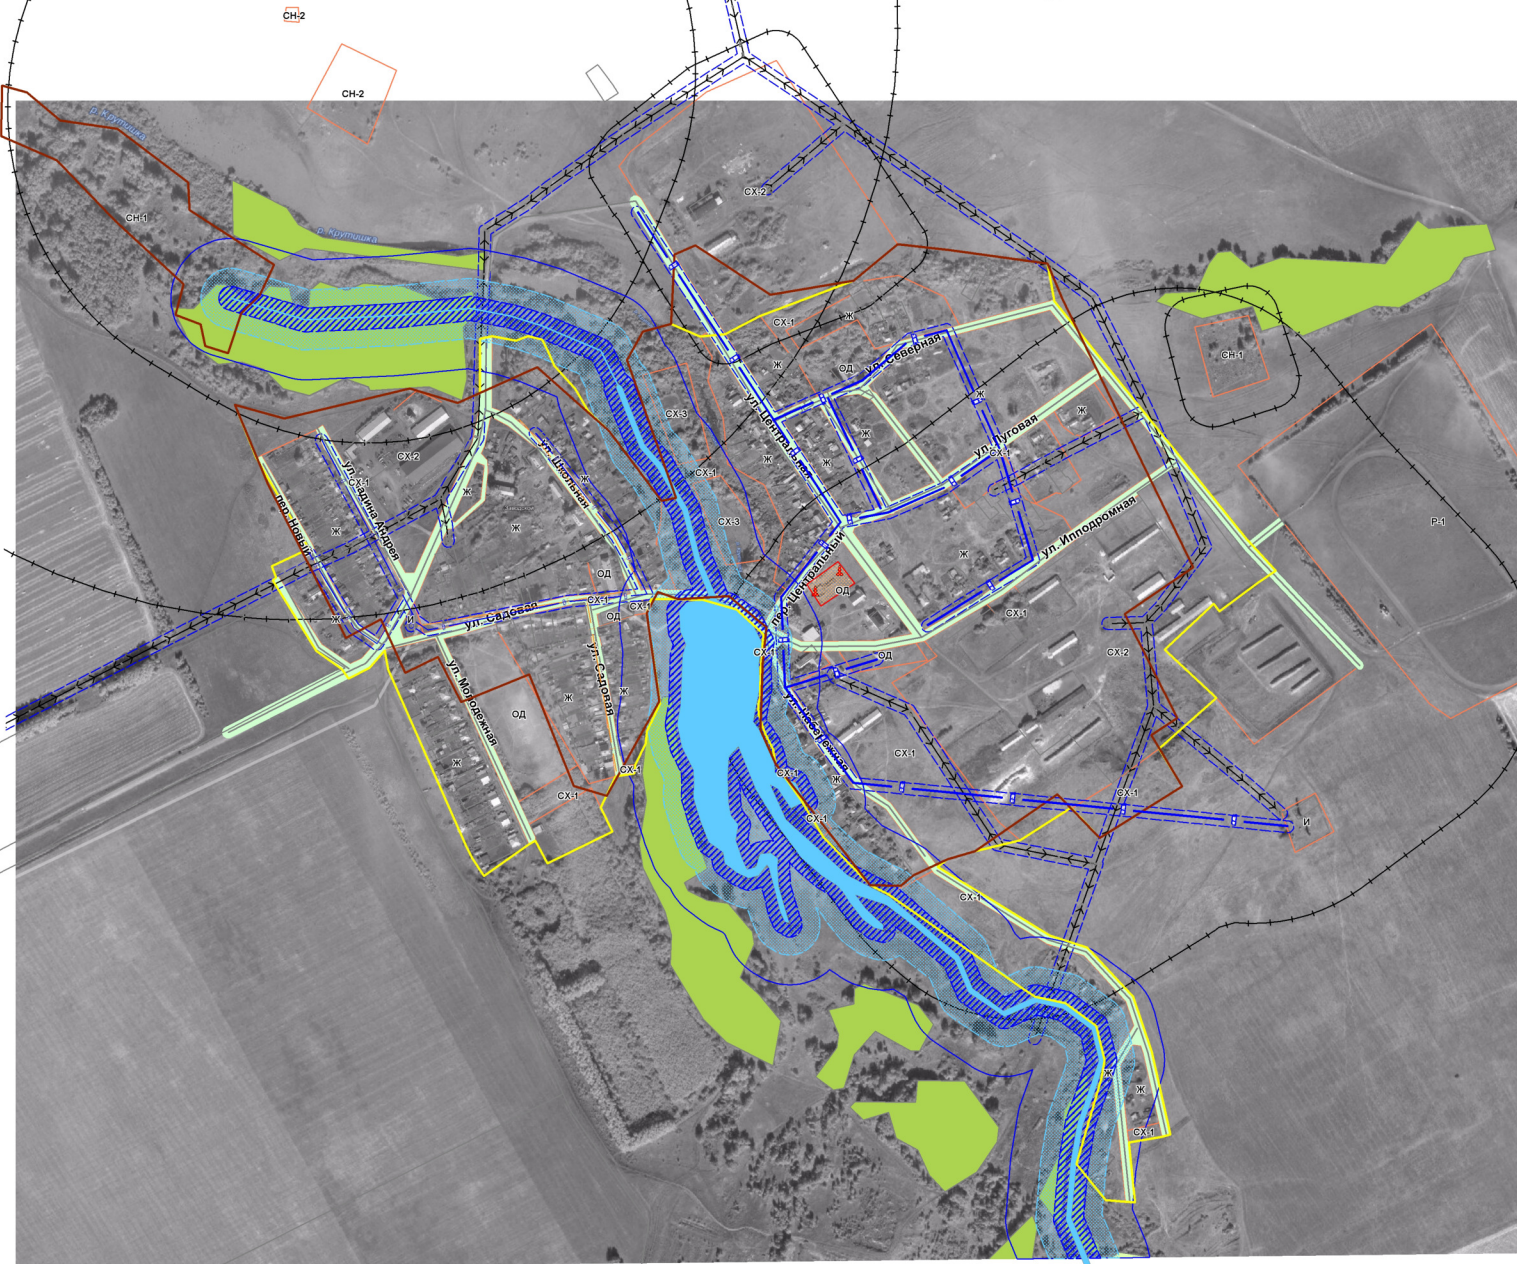 СН-2
СН-2
р. Крутишка
СХ-2
СН-1
р. Крутишка
СХ-1
Ж
ул. Северная
СН-1
Ж
ОД
Ж
СХ-3
Ж
ул. Центральная
Ж
ул. Луговая
СХ-2
ул. Школьная
Ж
Ж
СХ-1
СХ-1
Ж
СХ-1
Ж
Ж
пер. Новый
Ж
Ж
СХ-3
Р-1
ул. Ипподромная
Ж
пер. Центральный
ОД
ОД
СХ-1
СХ-1
СХ-1
ул. Садовая
ОД
И
Ж
СХ-1
СХ-2
ОД
ул. Садовая
ул. Молодежная
Ж
Ж
ОД
ул. Набережная
СХ-1
Ж
СХ-1
СХ-1
Ж
СХ-1
СХ-1
СХ-1
И
СХ-1
Ж
Ж
СХ-1